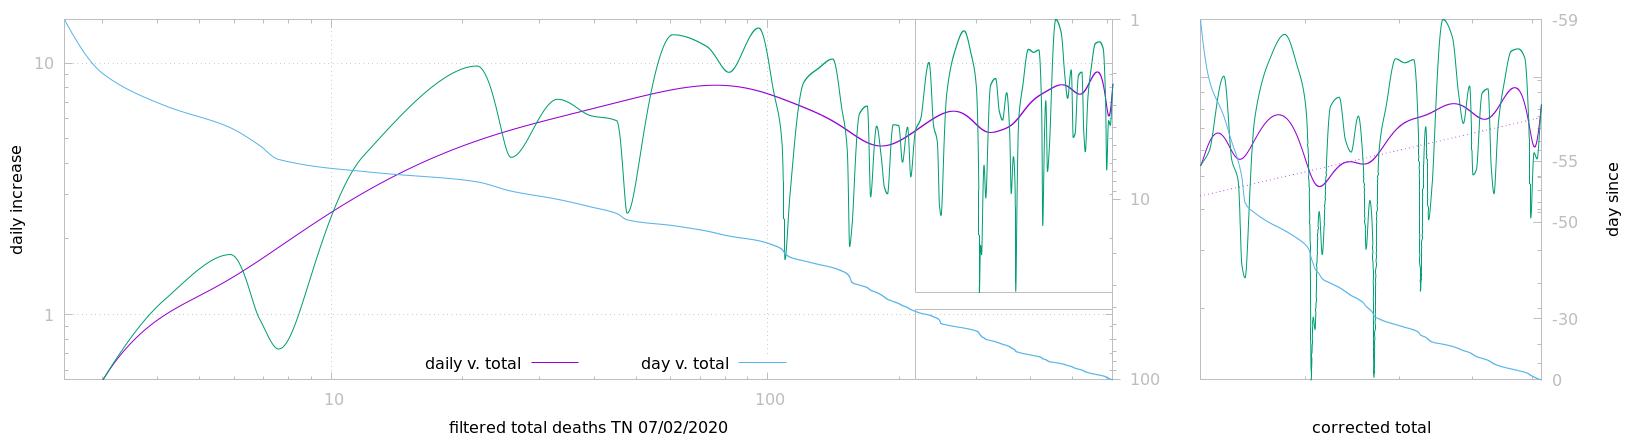 daily increase
10
1
daily v. total
day v. total
10
100
filtered total deaths TN 07/02/2020
1
10
100
-59
-55
-50
-30
0
day since
corrected total